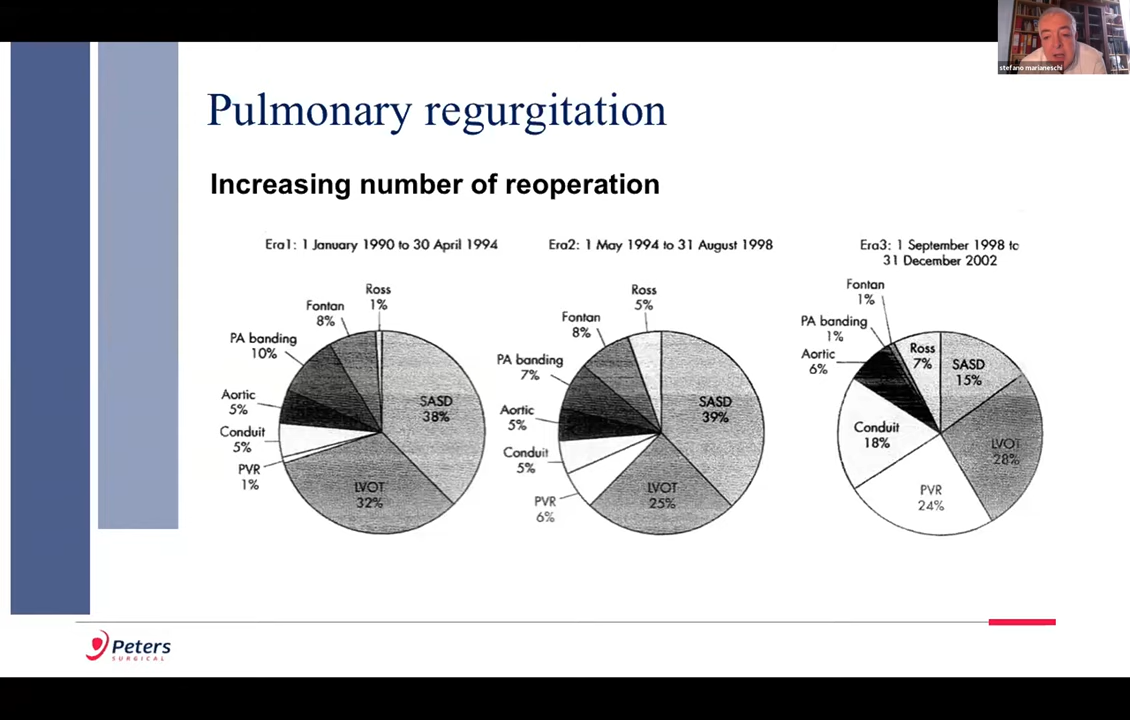 stefano marianeschi
Pulmonary regurgitation
Increasing number of reoperation
Era1: 1 January 1990 to 30 April 1994
Ross
1%
Fontan
8%
PA banding
10%
Aortic
5%
Conduit
5%
PVR
1%
SASD
38%
LVOT
32%
Era2: 1 May 1994 to 31 August 1998
Ross
5%
Fontan
8%
PA banding
7%
Aortic
5%
Conduit
5%
PVR
6%
SASD
39%
LVOT
25%
Era3: 1 September 1998 to
31 December 2002
Fontan
1%
PA banding
1%
Aortic
6%
Ross
7%
SASD
15%
Conduit
18%
LVOT
28%
PVR
24%
Peters
SURGICAL